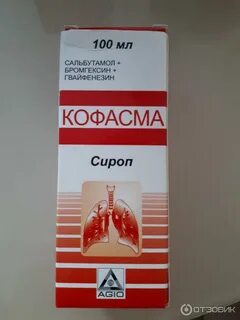 100 мл
САЛЬБУТАМОЛ +
БРОМГЕКСИН +
ГВАЙФЕНЕЗИН
КОФАСМА
Сироп
AGIO
ОТЗОВИК